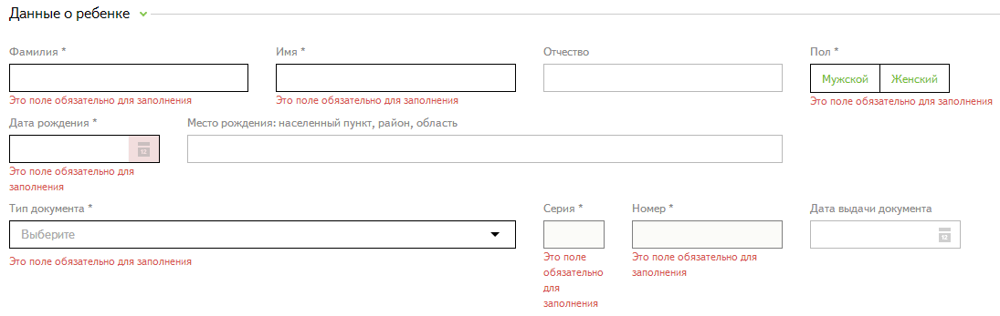 Данные о ребенке
Фамилия *
Имя *
Отчество
Пол *
Мужской
Женский
Это поле обязательно для заполнения
Это поле обязательно для заполнения
Это поле обязательно для заполнения
Дата рождения *
Место рождения: населенный пункт, район, область
12
Это поле обязательно для
заполнения
Тип документа *
Серия *
Номер *
Дата выдачи документа
Выберите
12
Это поле обязательно для заполнения
Это поле
обязательно
для
заполнения
Это поле обязательно для
заполнения